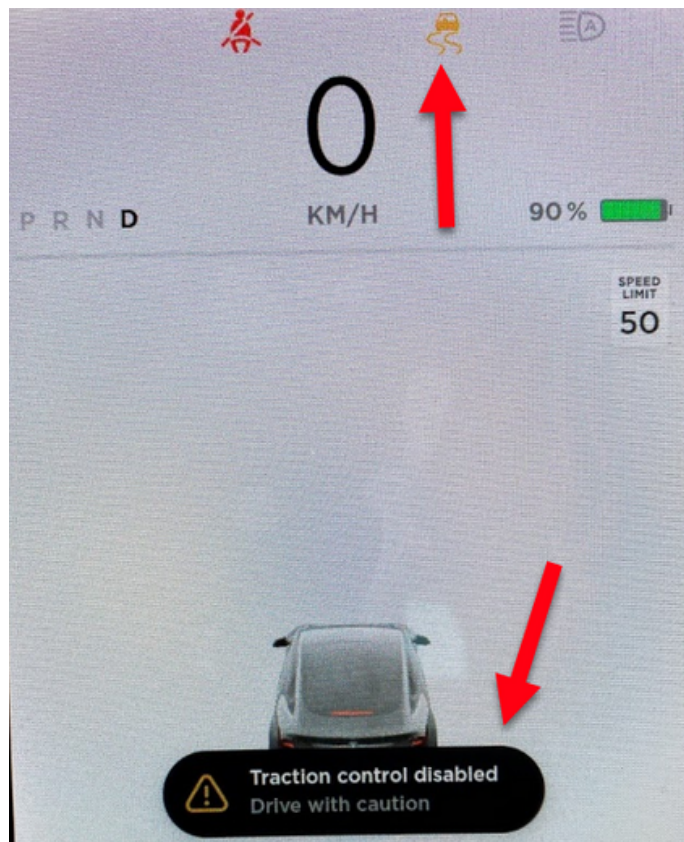 A
0
P R N D
KM/H
90 %
SPEED
LIMIT
50
Traction control disabled
Drive with caution